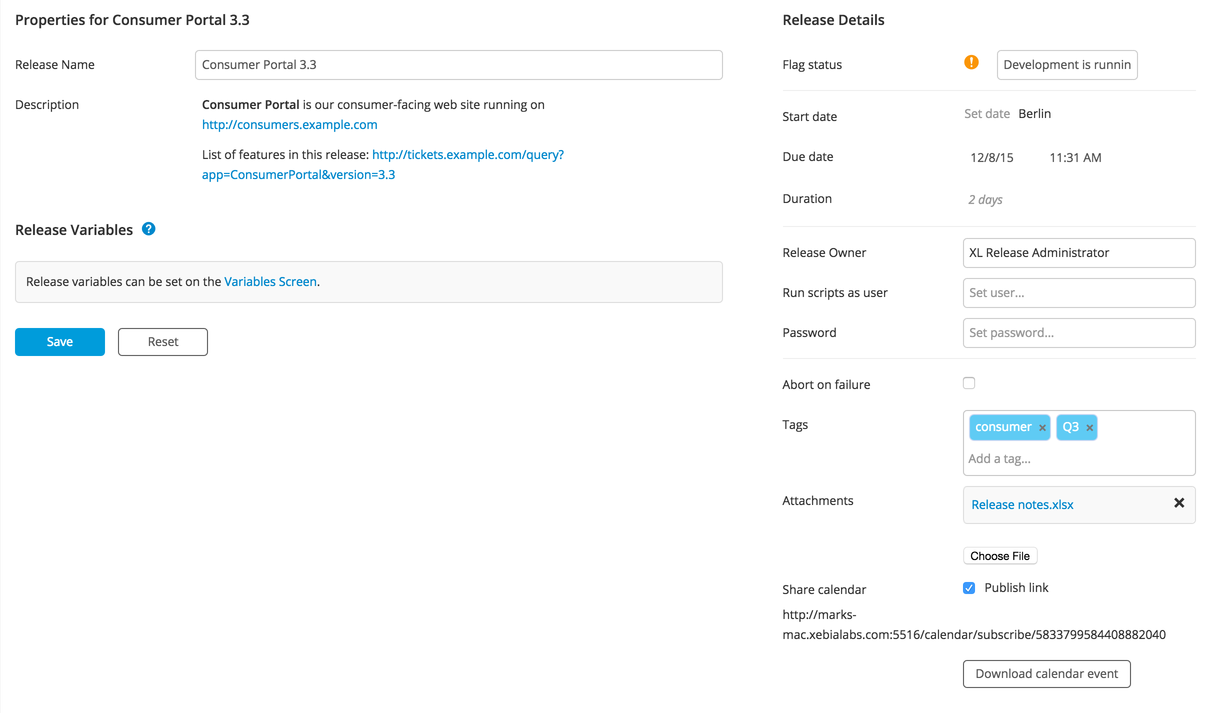 Properties for Consumer Portal 3.3
Release Name
Consumer Portal 3.3
Description
Consumer Portal is our consumer-facing web site running on
http://consumers.example.com
List of features in this release: http://tickets.example.com/query?
app=ConsumerPortal&version=3.3
Release Variables ?
Release variables can be set on the Variables Screen.
Save
Reset
Release Details
Flag status
! Development is runnin
Start date
Set date Berlin
Due date
12/8/15 11:31 AM
Duration
2 days
Release Owner
XL Release Administrator
Run scripts as user
Set user...
Password
Set password...
Abort on failure
Tags
consumer × Q3 ×
Add a tag...
Attachments
Release notes.xlsx ×
Choose File
Share calendar
Publish link
http://marks-
mac.xebialabs.com:5516/calendar/subscribe/5833799584408882040
Download calendar event